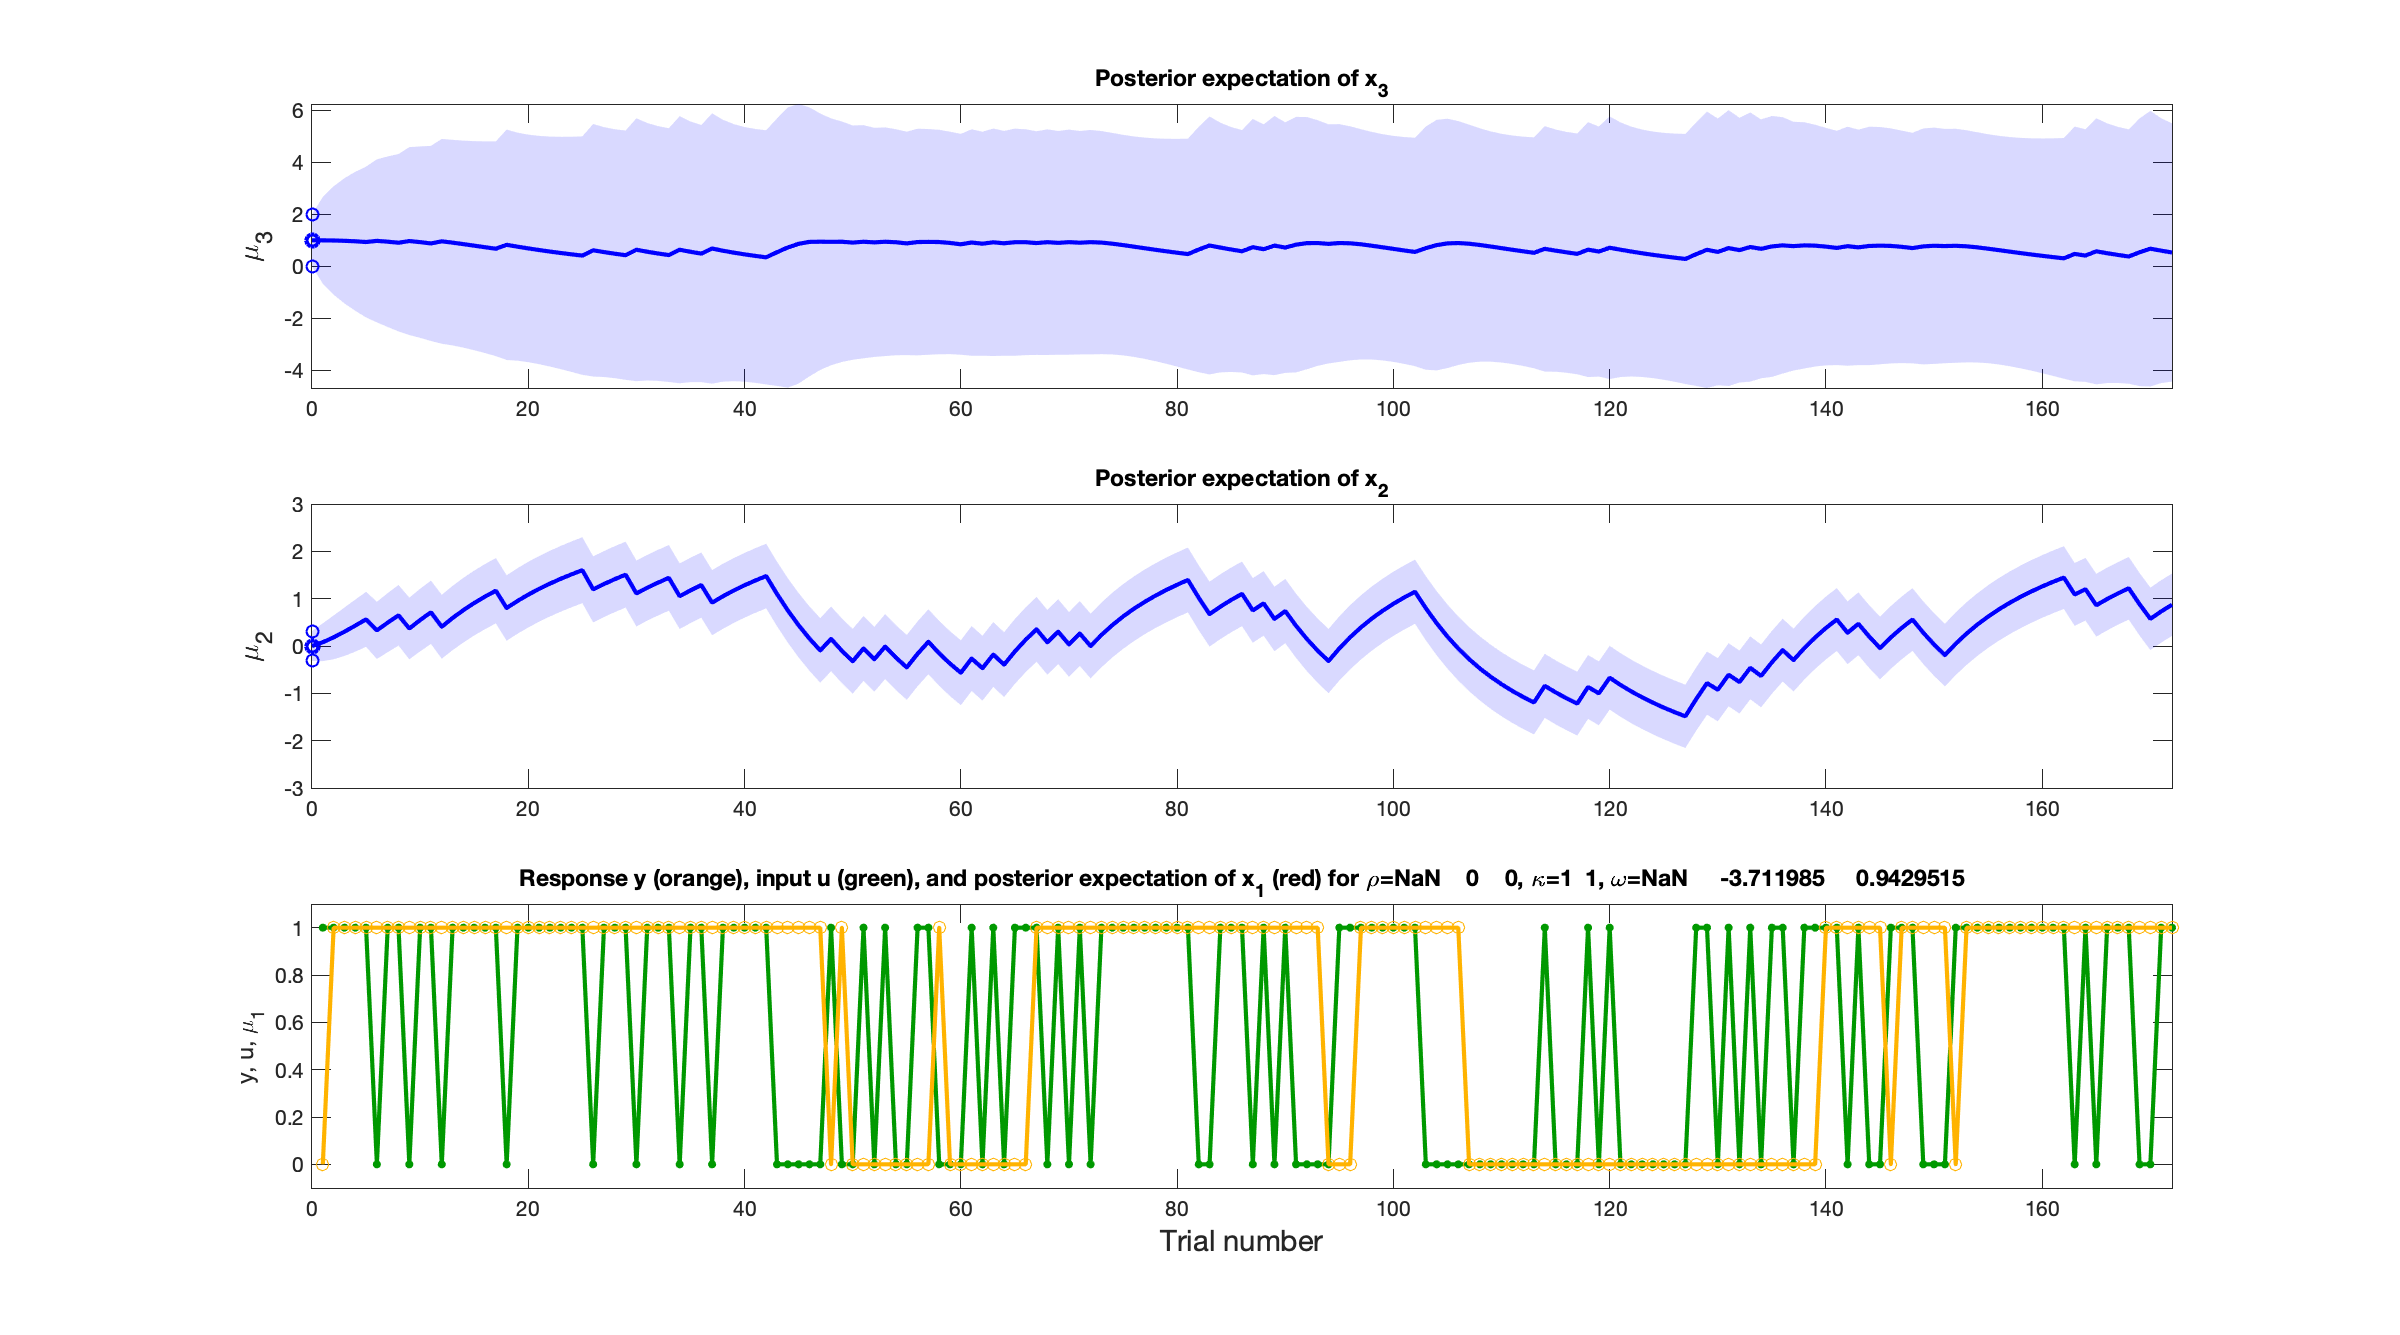 Posterior expectation of x3
6
4
2
0
-2
-4
μ3
0 20 40 60 80 100 120 140 160
Posterior expectation of x2
3
2
1
0
-1
-2
-3
μ2
0 20 40 60 80 100 120 140 160
Response y (orange), input u (green), and posterior expectation of x1 (red) for ρ=NaN 0 0, κ=1 1, ω=NaN -3.711985 0.9429515
1
0.8
0.6
0.4
0.2
0
y, u, μ1
0 20 40 60 80 100 120 140 160
Trial number